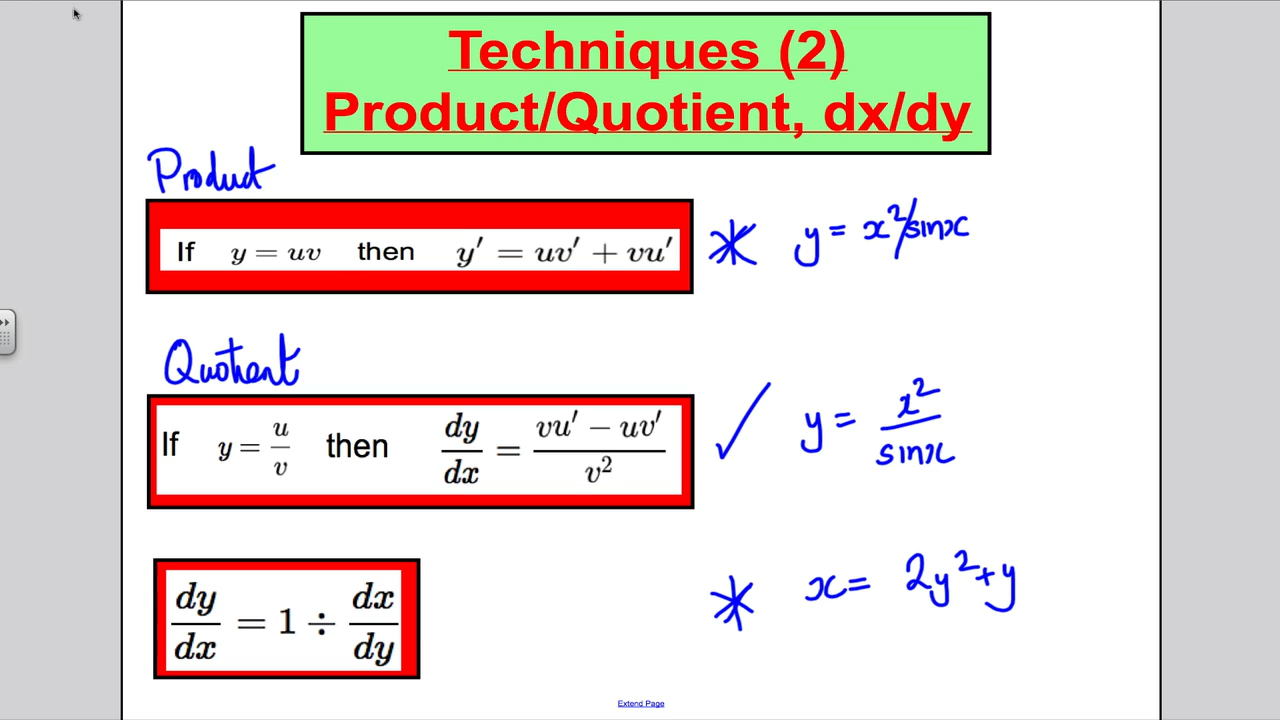 Techniques (2)
Product/Quotient, dx/dy
Product
If y = uv then y′ = uv′ + vu′
* y = x²/sinx
Quotient
If y = u/v then dy/dx = (vu′ − uv′)/v²
✓ y = x²/sinx
dy/dx = 1 ÷ dx/dy
* x = 2y²+y
Extend Page